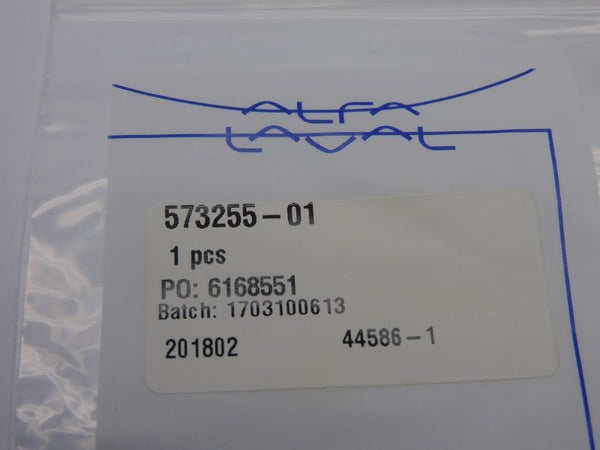 ALFA
LAVAL
573255-01
1 pcs
PO: 6168551
Batch: 1703100613
201802 44586-1